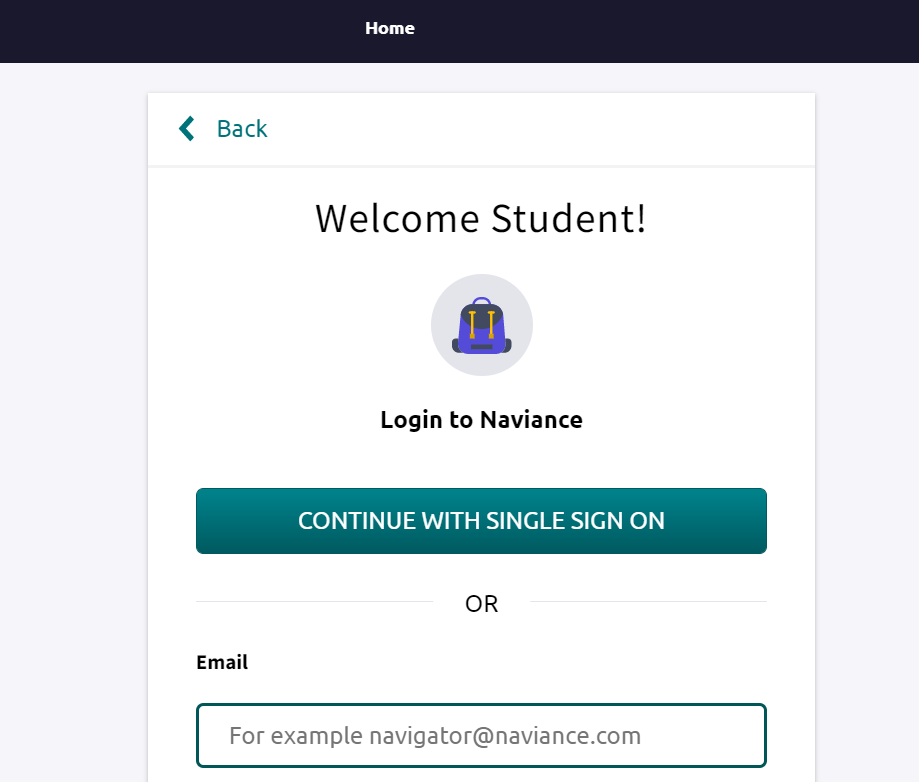 Home
Back
Welcome Student!
Login to Naviance
CONTINUE WITH SINGLE SIGN ON
OR
Email
For example navigator@naviance.com